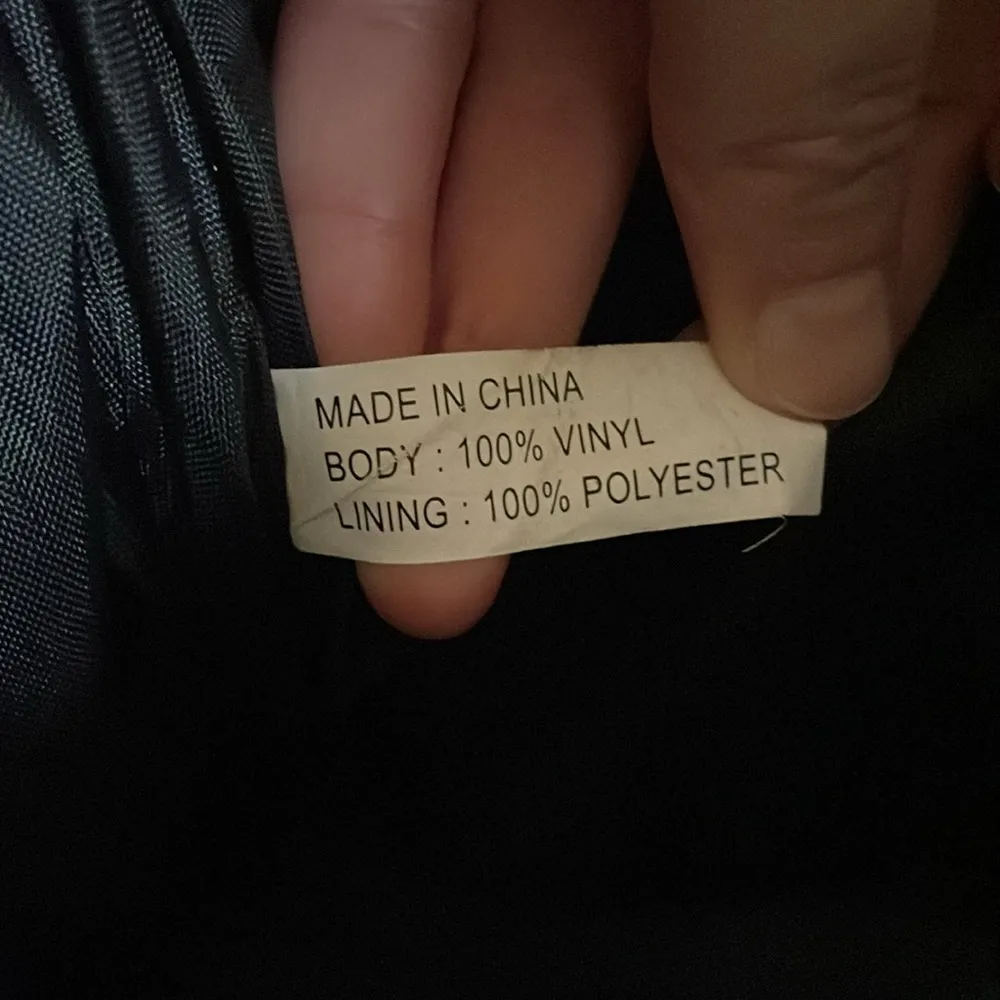 MADE IN CHINA
BODY : 100% VINYL
LINING : 100% POLYESTER